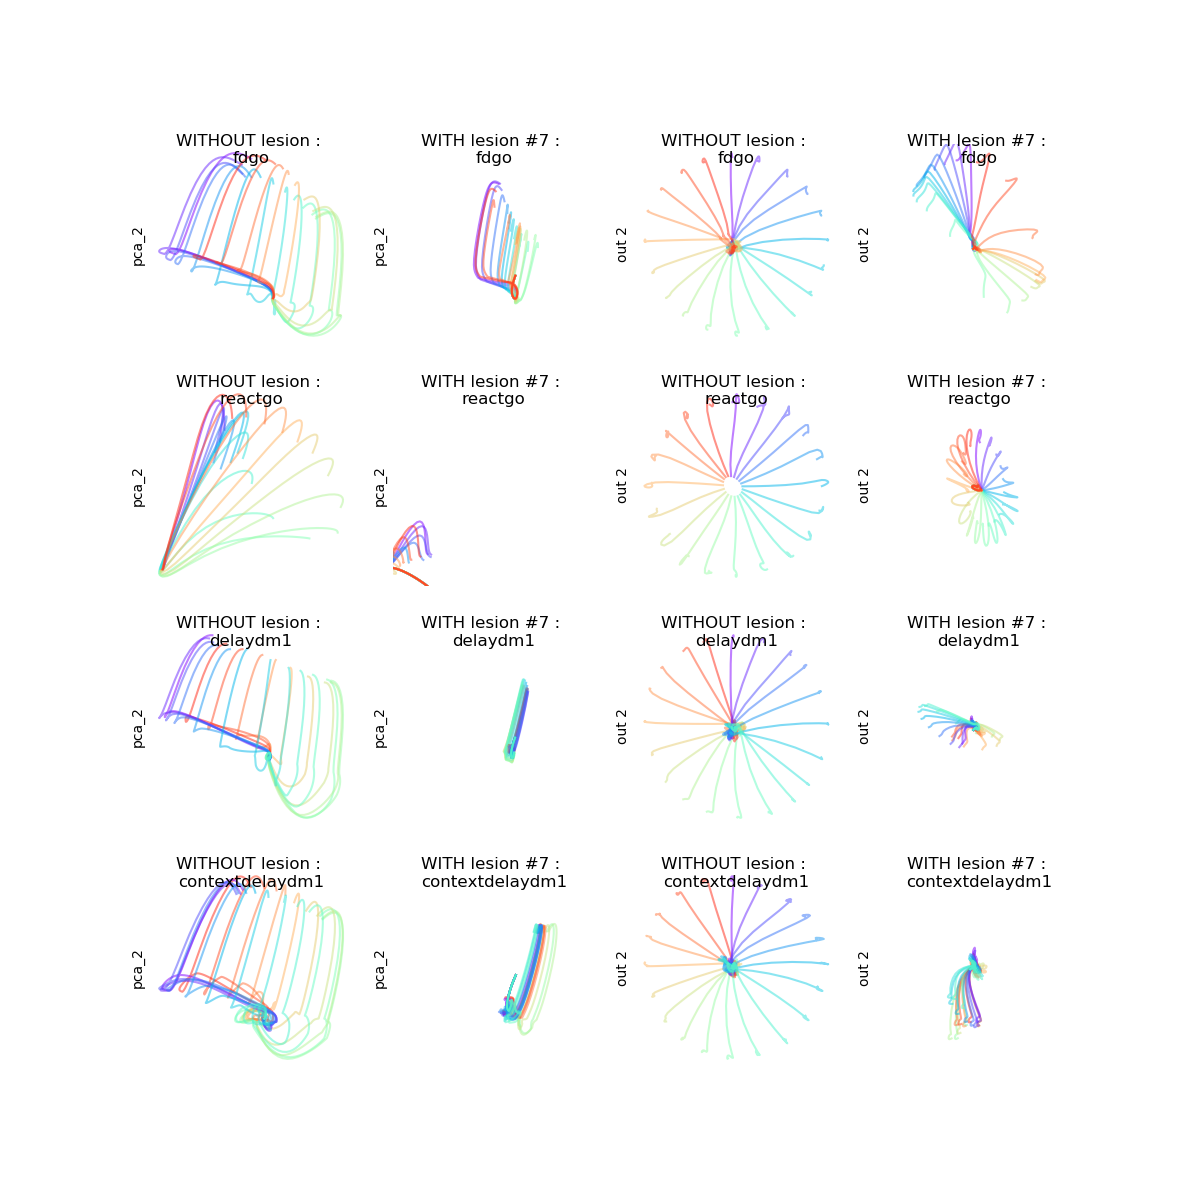 WITHOUT lesion :
fdgo
WITH lesion #7 :
fdgo
WITHOUT lesion :
fdgo
WITH lesion #7 :
fdgo
pca_2
pca_2
out 2
out 2
WITHOUT lesion :
reactgo
WITH lesion #7 :
reactgo
WITHOUT lesion :
reactgo
WITH lesion #7 :
reactgo
pca_2
pca_2
out 2
out 2
WITHOUT lesion :
delaydm1
WITH lesion #7 :
delaydm1
WITHOUT lesion :
delaydm1
WITH lesion #7 :
delaydm1
pca_2
pca_2
out 2
out 2
WITHOUT lesion :
contextdelaydm1
WITH lesion #7 :
contextdelaydm1
WITHOUT lesion :
contextdelaydm1
WITH lesion #7 :
contextdelaydm1
pca_2
pca_2
out 2
out 2